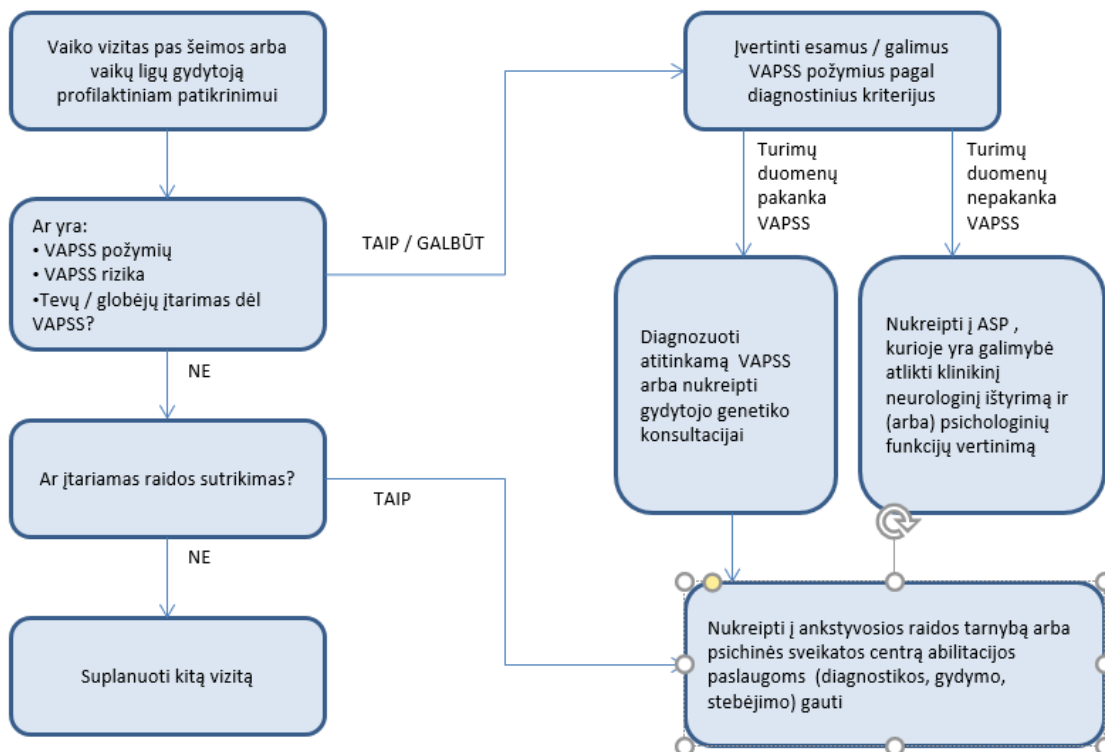 Vaiko vizitas pas šeimos arba
vaikų ligų gydytoją
profilaktiniam patikrinimui
Įvertinti esamus / galimus
VAPSS požymius pagal
diagnostinius kriterijus
Turimų
duomenų
pakanka
VAPSS
Turimų
duomenų
nepakanka
VAPSS
Ar yra:
• VAPSS požymių
• VAPSS rizika
•Tevų / globėjų įtarimas dėl
VAPSS?
TAIP / GALBŪT
NE
Diagnozuoti
atitinkamą VAPSS
arba nukreipti
gydytojo genetiko
konsultacijai
Nukreipti į ASP ,
kurioje yra galimybė
atlikti klinikinį
neurologinį ištyrimą ir
(arba) psichologinių
funkcijų vertinimą
Ar įtariamas raidos sutrikimas?
TAIP
NE
Suplanuoti kitą vizitą
Nukreipti į ankstyvosios raidos tarnybą arba
psichinės sveikatos centrą abilitacijos
paslaugoms (diagnostikos, gydymo,
stebėjimo) gauti